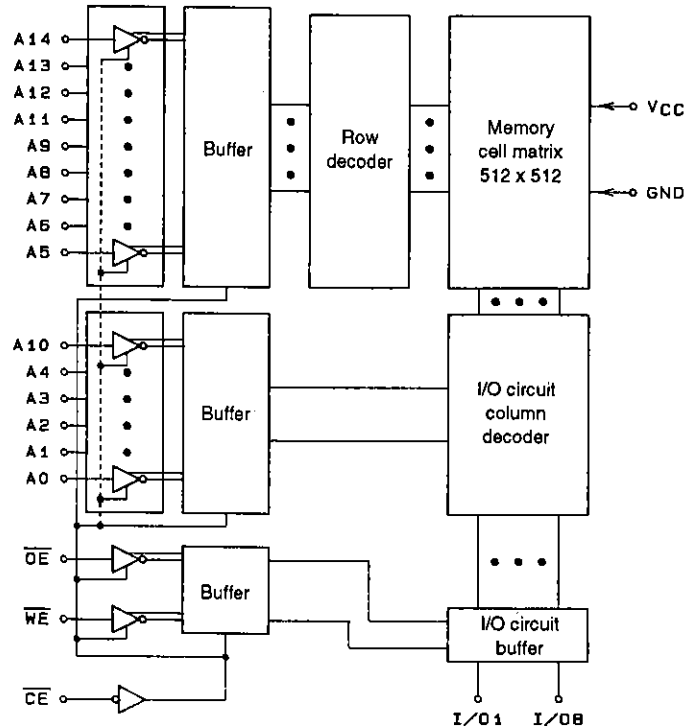 A14
A13
A12
A11
A9
A8
A7
A6
A5
Buffer
Row
decoder
Memory
cell matrix
512 x 512
VCC
GND
A10
A4
A3
A2
A1
A0
Buffer
I/O circuit
column
decoder
OE
WE
CE
Buffer
I/O circuit
buffer
I/O1
I/O8